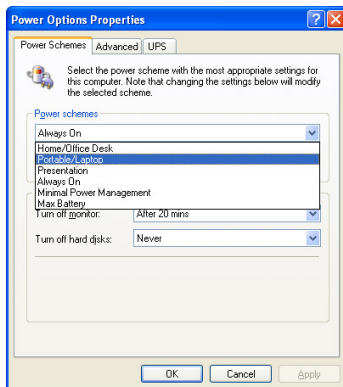 Power Options Properties
Power Schemes Advanced UPS
Select the power scheme with the most appropriate settings for
this computer. Note that changing the settings below will modify
the selected scheme.
Power schemes
Always On
Home/Office Desk
Portable/Laptop
Presentation
Always On
Minimal Power Management
Max Battery
Turn off monitor: After 20 mins
Turn off hard disks: Never
OK Cancel Apply